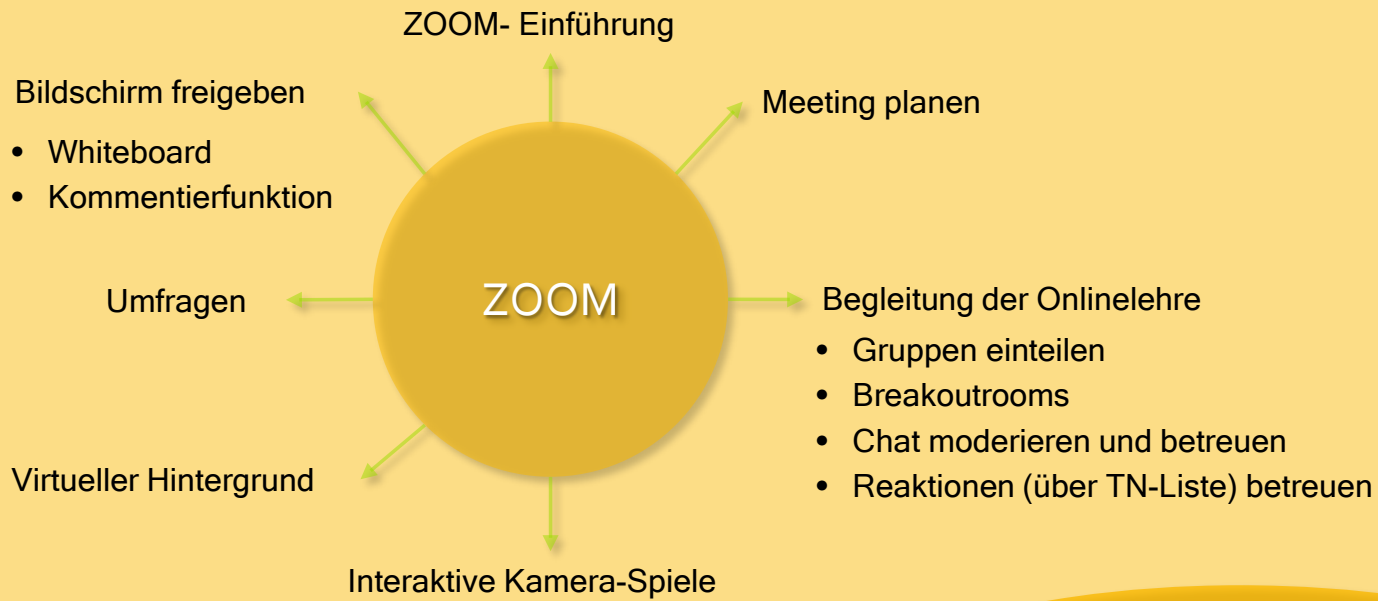 ZOOM- Einführung
Bildschirm freigeben
• Whiteboard
• Kommentierfunktion
Meeting planen
Umfragen
ZOOM
Begleitung der Onlinelehre
• Gruppen einteilen
• Breakoutrooms
• Chat moderieren und betreuen
• Reaktionen (über TN-Liste) betreuen
Virtueller Hintergrund
Interaktive Kamera-Spiele